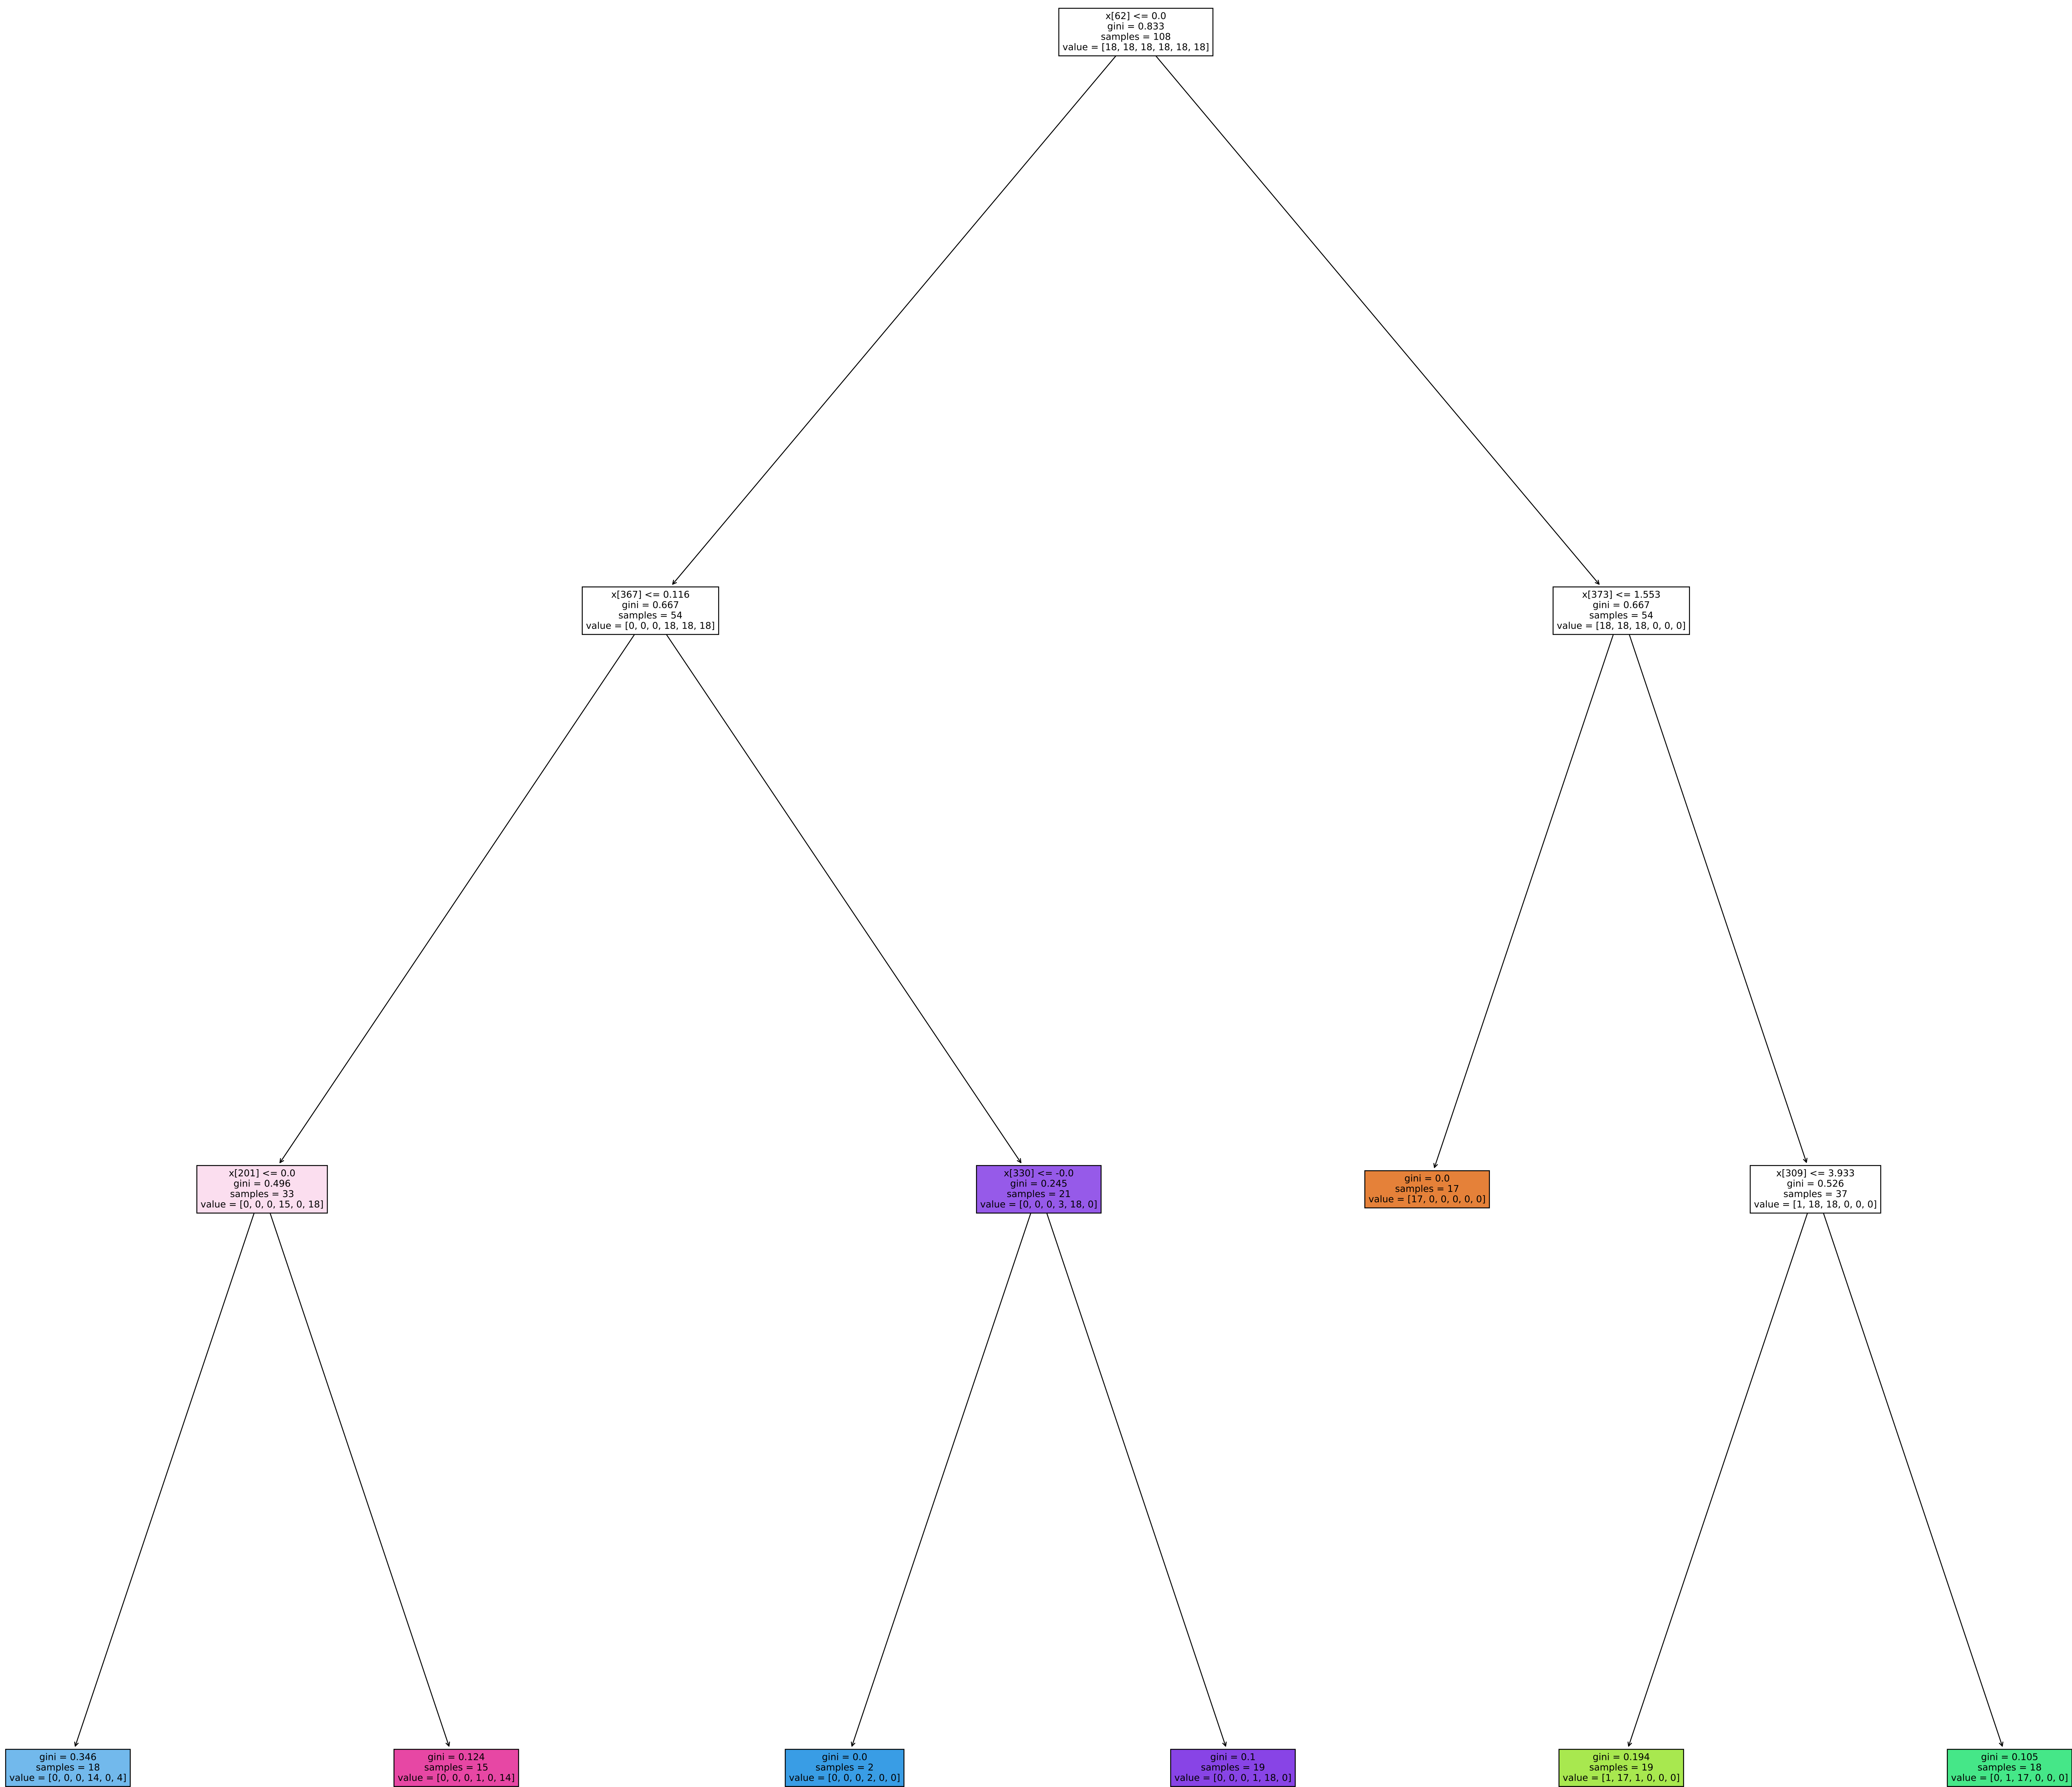 x[62] <= 0.0
gini = 0.833
samples = 108
value = [18, 18, 18, 18, 18, 18]
x[367] <= 0.116
gini = 0.667
samples = 54
value = [0, 0, 0, 18, 18, 18]
x[373] <= 1.553
gini = 0.667
samples = 54
value = [18, 18, 18, 0, 0, 0]
x[201] <= 0.0
gini = 0.496
samples = 33
value = [0, 0, 0, 15, 0, 18]
x[330] <= -0.0
gini = 0.245
samples = 21
value = [0, 0, 0, 3, 18, 0]
gini = 0.0
samples = 17
value = [17, 0, 0, 0, 0, 0]
x[309] <= 3.933
gini = 0.526
samples = 37
value = [1, 18, 18, 0, 0, 0]
gini = 0.346
samples = 18
value = [0, 0, 0, 14, 0, 4]
gini = 0.124
samples = 15
value = [0, 0, 0, 1, 0, 14]
gini = 0.0
samples = 2
value = [0, 0, 0, 2, 0, 0]
gini = 0.1
samples = 19
value = [0, 0, 0, 1, 18, 0]
gini = 0.194
samples = 19
value = [1, 17, 1, 0, 0, 0]
gini = 0.105
samples = 18
value = [0, 1, 17, 0, 0, 0]